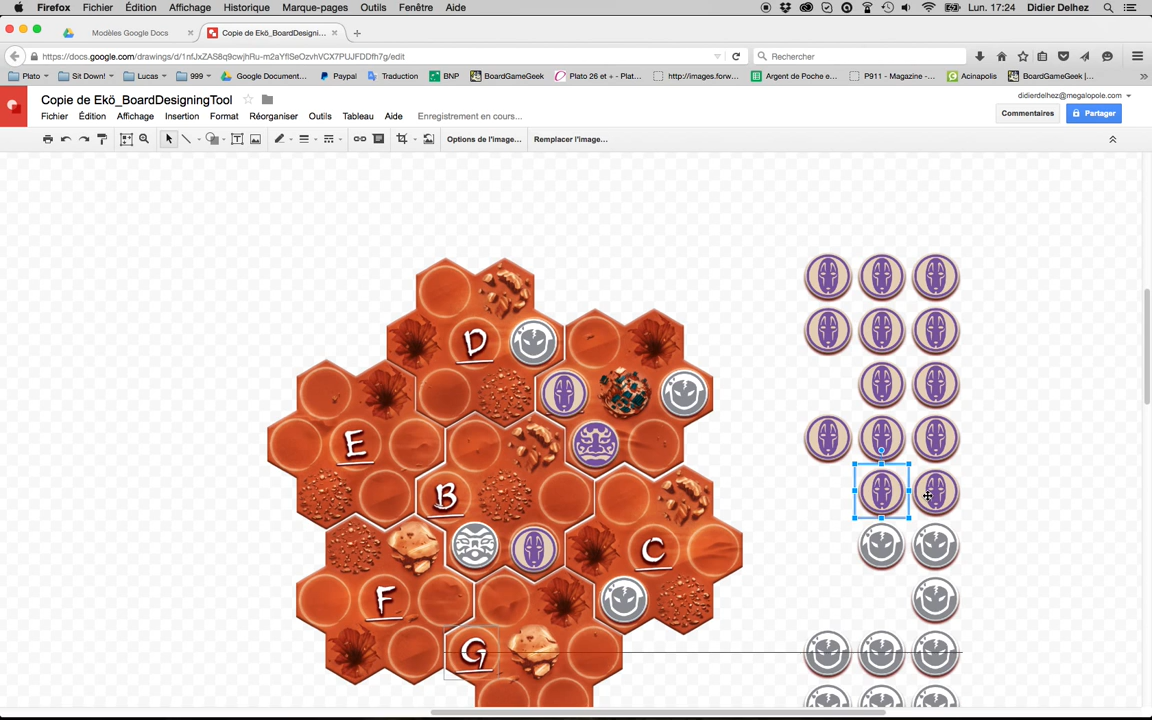 Firefox Fichier Édition Affichage Historique Marque-pages Outils Fenêtre Aide Lun. 17:24 Didier Delhez
Modèles Google Docs Copie de Ekö_BoardDesigni...
https://docs.google.com/drawings/d/1nfJxZAS8q9cwjhRu-m2aYflSeOzvhVCX7PUJFDDfh7g/edit Rechercher
Plato Sit Down! Lucas 999 Google Document... Paypal Traduction BNP BoardGameGeek Plato 26 et + - Plat... http://images.forw... Argent de Poche e... P911 - Magazine -... Acinapolis BoardGameGeek |...
Copie de Ekö_BoardDesigningTool
didierdelhez@megalopole.com
Fichier Édition Affichage Insertion Format Réorganiser Outils Tableau Aide Enregistrement en cours...
Commentaires Partager
Options de l'image... Remplacer l'image...
D
E
B
C
F
G